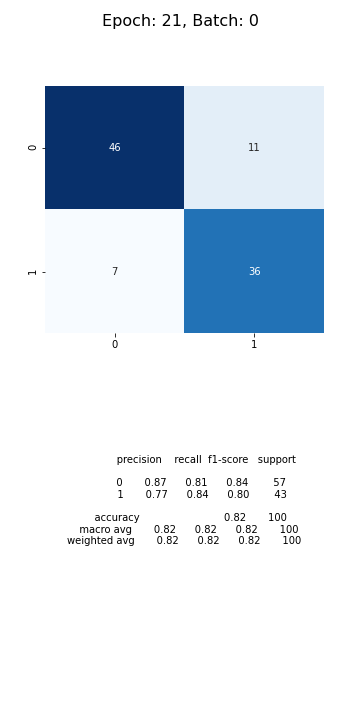 Epoch: 21, Batch: 0
0 46 11
1 7 36
0 1
precision recall f1-score support
0 0.87 0.81 0.84 57
1 0.77 0.84 0.80 43
accuracy 0.82 100
macro avg 0.82 0.82 0.82 100
weighted avg 0.82 0.82 0.82 100